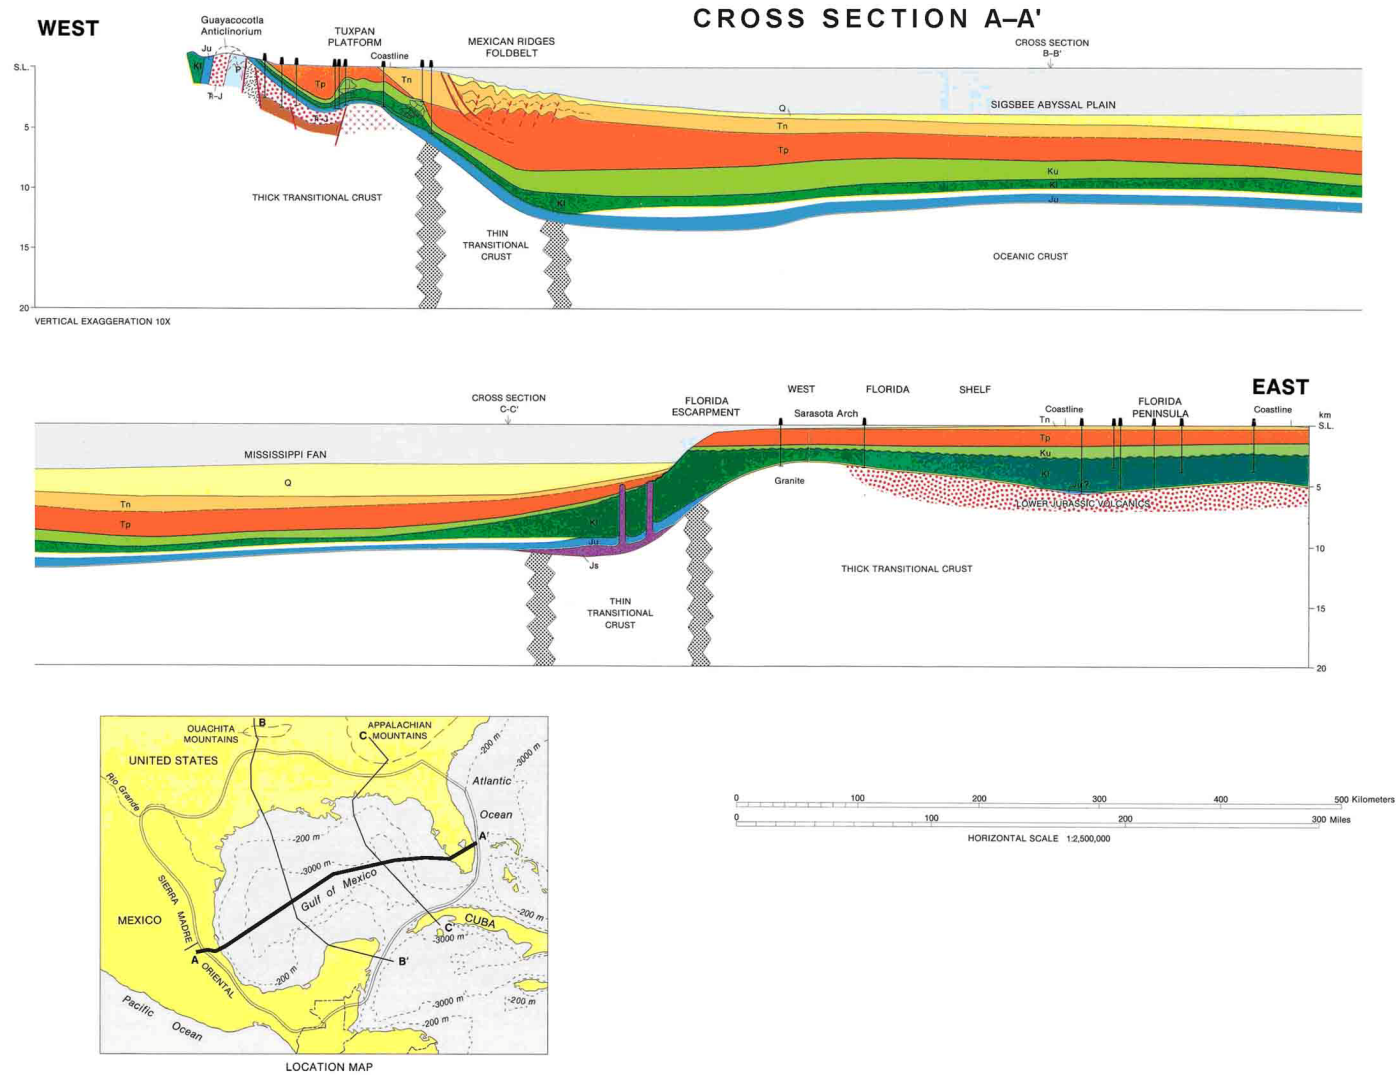 CROSS SECTION A–A'
WEST
Guayacocotla
Anticlinorium
TUXPAN
PLATFORM
Coastline
MEXICAN RIDGES
FOLDBELT
CROSS SECTION
B-B'
S.L.
5
10
15
20
Ju
Kl
P
Tp
Tn
SIGSBEE ABYSSAL PLAIN
Q
Tn
Tp
Ku
Kl
Ju
Kl
THICK TRANSITIONAL CRUST
THIN
TRANSITIONAL
CRUST
OCEANIC CRUST
VERTICAL EXAGGERATION 10X
EAST
CROSS SECTION
C-C'
FLORIDA
ESCARPMENT
WEST FLORIDA SHELF
Sarasota Arch
Coastline
FLORIDA
PENINSULA
Coastline
km
S.L.
5
10
15
20
MISSISSIPPI FAN
Q
Tn
Tp
Kl
Ju
Js
Tn
Tp
Ku
Kl
Granite
LOWER JURASSIC VOLCANICS
THIN
TRANSITIONAL
CRUST
THICK TRANSITIONAL CRUST
B
OUACHITA
MOUNTAINS
C
APPALACHIAN
MOUNTAINS
UNITED STATES
Rio Grande
-200 m
-3000 m
Atlantic
Ocean
-200 m
A'
-3000 m
Gulf of Mexico
SIERRA MADRE ORIENTAL
MEXICO
A
-200 m
B'
C'
CUBA
-200 m
-3000 m
-3000 m
-200 m
-200 m
Pacific Ocean
LOCATION MAP
0 100 200 300 400 500 Kilometers
0 100 200 300 Miles
HORIZONTAL SCALE 1:2,500,000